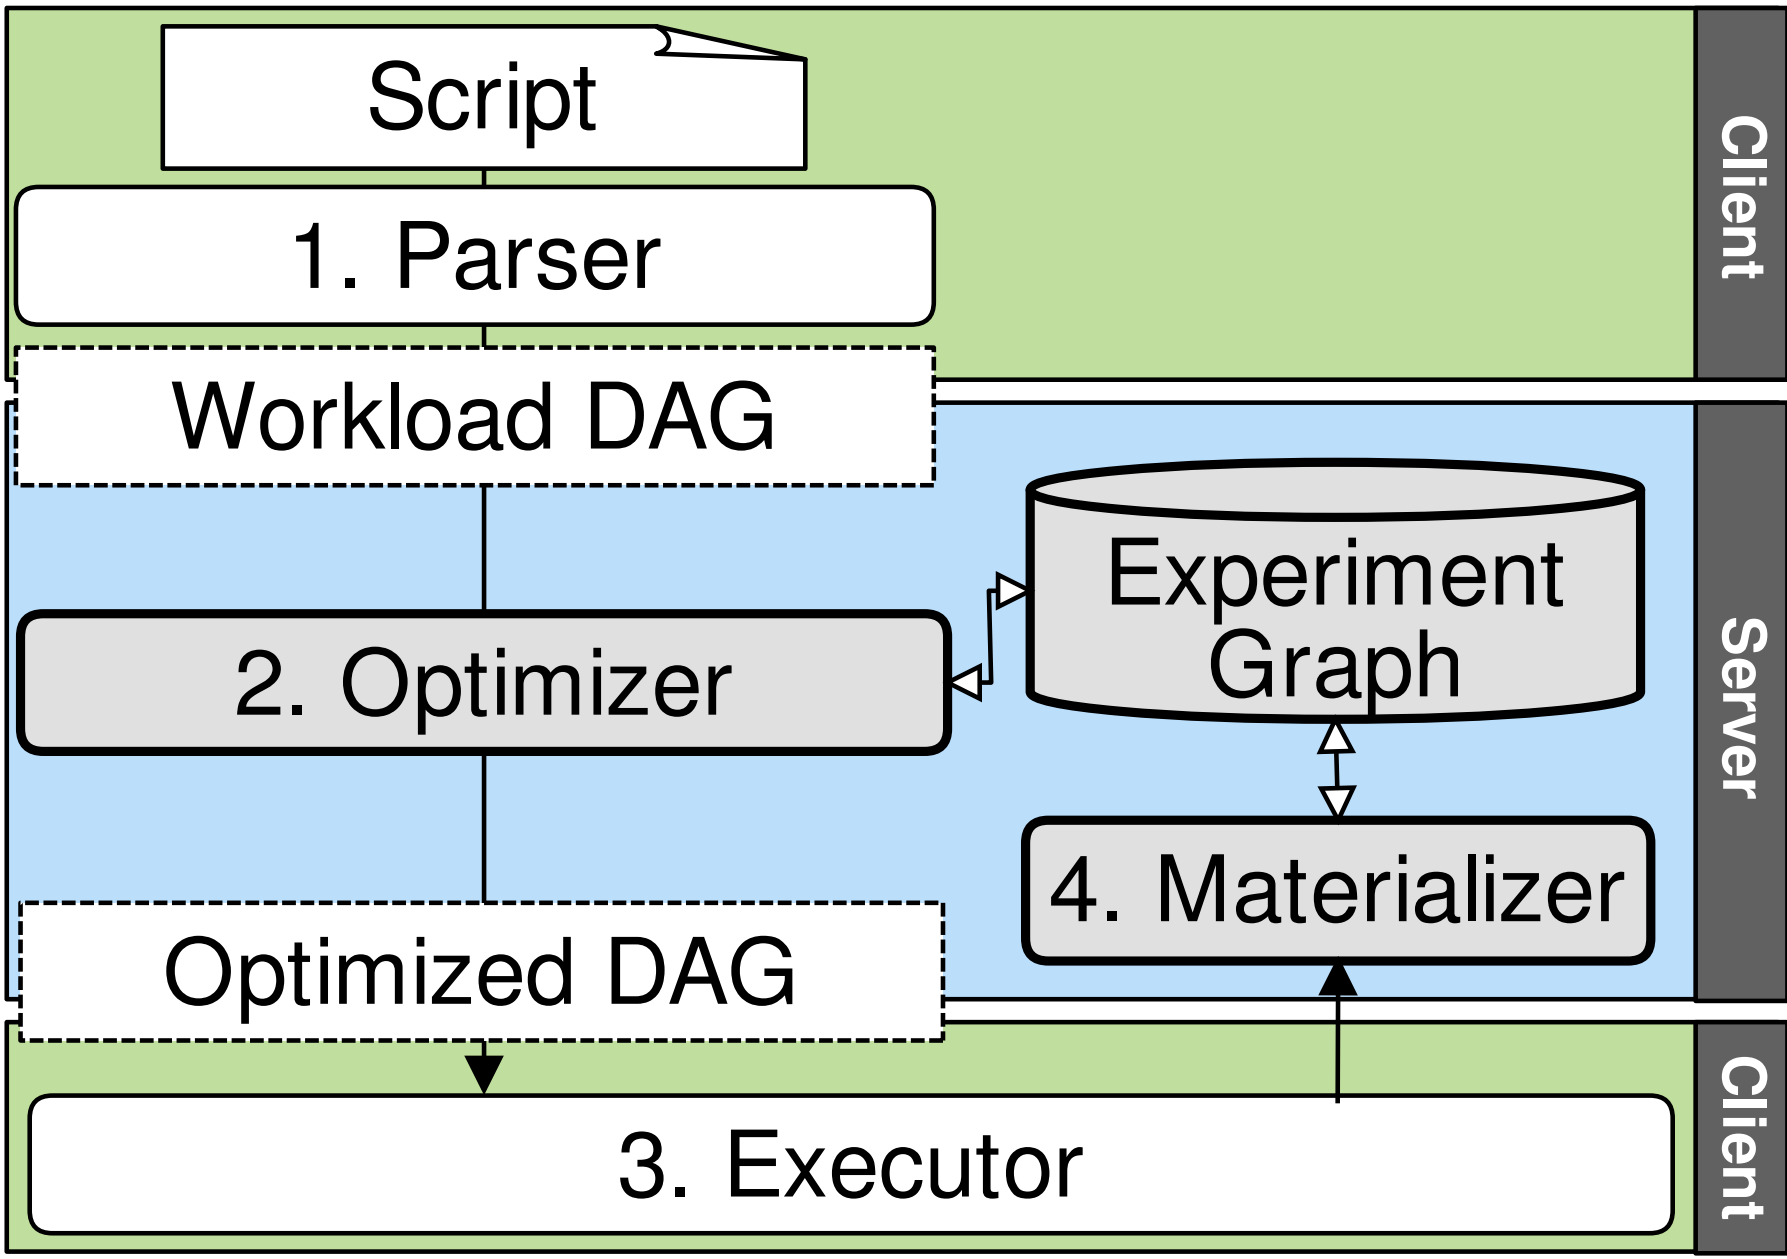 Script
1. Parser
Workload DAG
Client
Experiment
Graph
2. Optimizer
4. Materializer
Optimized DAG
Server
3. Executor
Client